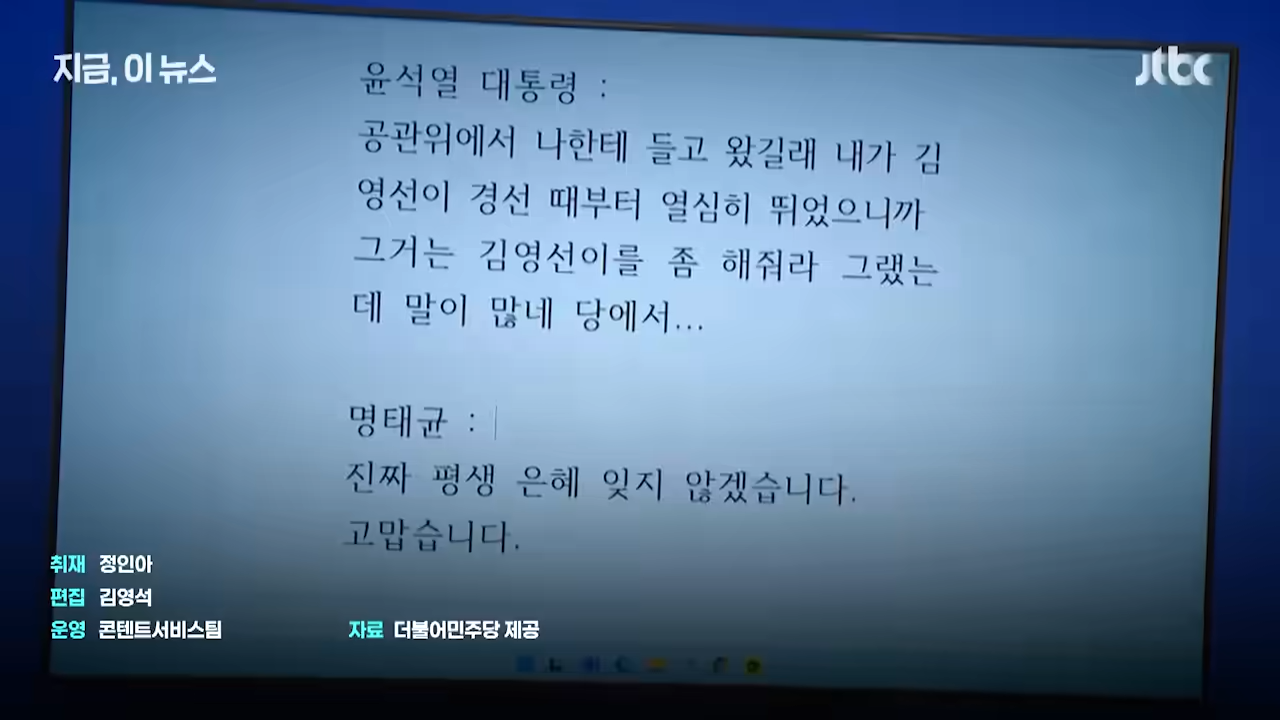 지금, 이 뉴스
jtbc
윤석열 대통령 :
공관위에서 나한테 들고 왔길래 내가 김
영선이 경선 때부터 열심히 뛰었으니까
그거는 김영선이를 좀 해줘라 그랬는
데 말이 많네 당에서...
명태균 :
진짜 평생 은혜 잊지 않겠습니다.
고맙습니다.
취재 정인아
편집 김영석
운영 콘텐트서비스팀
자료 더불어민주당 제공